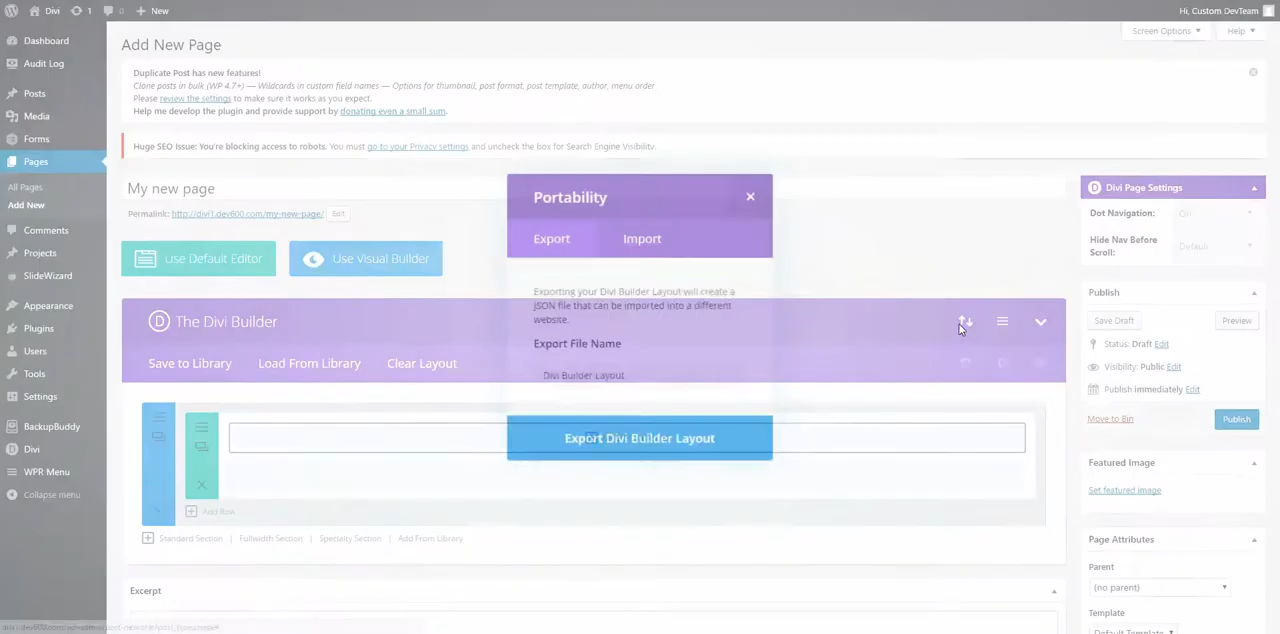 Divi
1
0
New
Hi, Custom DevTeam
Dashboard
Audit Log
Posts
Media
Forms
Pages
All Pages
Add New
Comments
Projects
SlideWizard
Appearance
Plugins
Users
Tools
Settings
BackupBuddy
Divi
WPR Menu
Collapse menu
Screen Options
Help
Add New Page
Duplicate Post has new features!
Clone posts in bulk (WP 4.7+) — Wildcards in custom field names — Options for thumbnail, post format, post template, author, menu order
Please review the settings to make sure it works as you expect.
Help me develop the plugin and provide support by donating even a small sum.
Huge SEO Issue: You're blocking access to robots. You must go to your Privacy settings and uncheck the box for Search Engine Visibility.
My new page
Permalink: http://divi1.dev600.com/my-new-page/ Edit
Use Default Editor
Use Visual Builder
The Divi Builder
Save to Library
Load From Library
Clear Layout
Add Row
Standard Section | Fullwidth Section | Specialty Section | Add From Library
Excerpt
Portability
Export
Import
Exporting your Divi Builder Layout will create a
JSON file that can be imported into a different
website.
Export File Name
Divi Builder Layout
Export Divi Builder Layout
Divi Page Settings
Dot Navigation:
Hide Nav Before
Scroll:
Default
Publish
Save Draft
Preview
Status: Draft Edit
Visibility: Public Edit
Publish immediately Edit
Move to Bin
Publish
Featured Image
Set featured image
Page Attributes
Parent
(no parent)
Template
Default Template